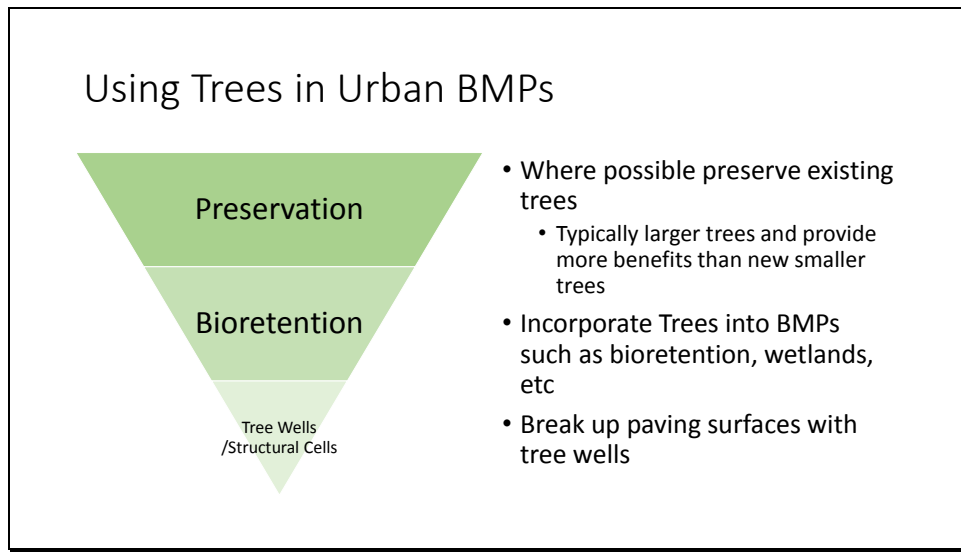 Using Trees in Urban BMPs
Preservation
Bioretention
Tree Wells
/Structural Cells
• Where possible preserve existing
trees
• Typically larger trees and provide
more benefits than new smaller
trees
• Incorporate Trees into BMPs
such as bioretention, wetlands,
etc
• Break up paving surfaces with
tree wells